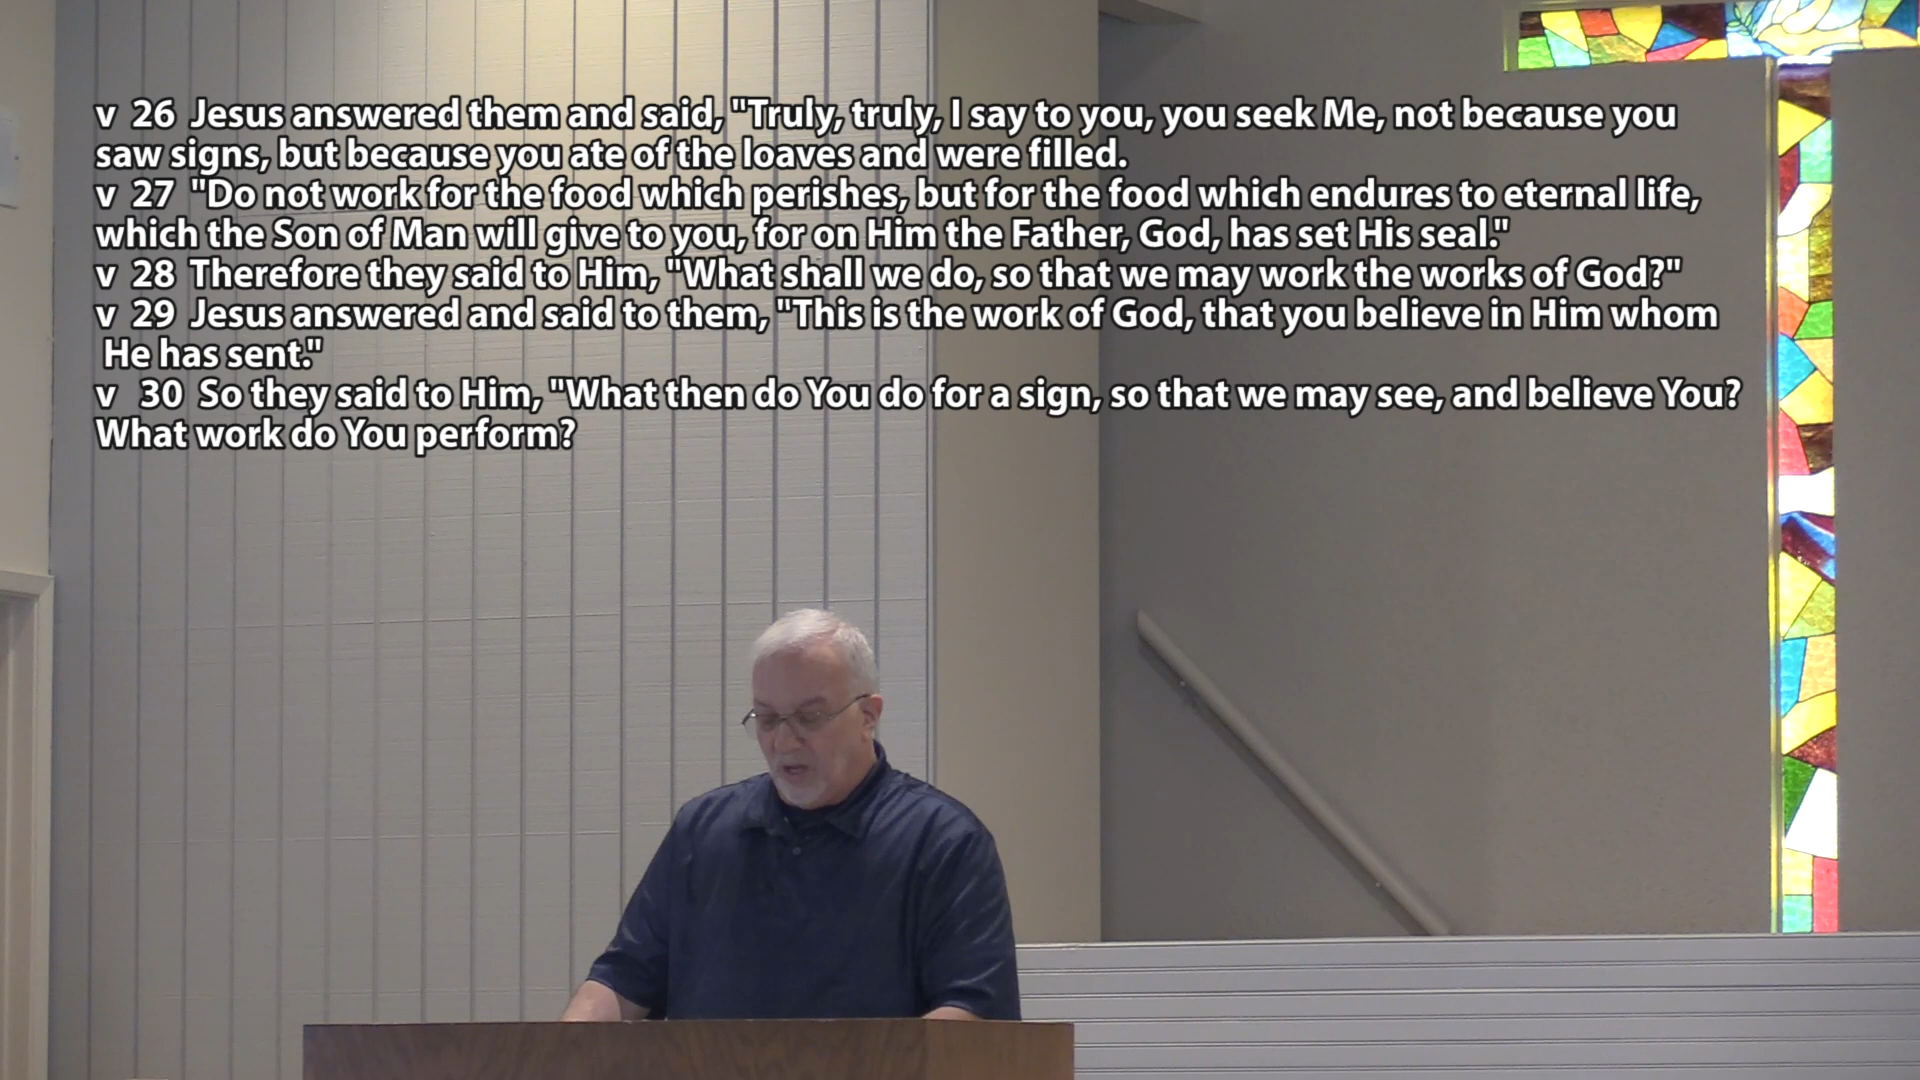 v 26 Jesus answered them and said, "Truly, truly, I say to you, you seek Me, not because you
saw signs, but because you ate of the loaves and were filled.
v 27 "Do not work for the food which perishes, but for the food which endures to eternal life,
which the Son of Man will give to you, for on Him the Father, God, has set His seal."
v 28 Therefore they said to Him, "What shall we do, so that we may work the works of God?"
v 29 Jesus answered and said to them, "This is the work of God, that you believe in Him whom
He has sent."
v 30 So they said to Him, "What then do You do for a sign, so that we may see, and believe You?
What work do You perform?